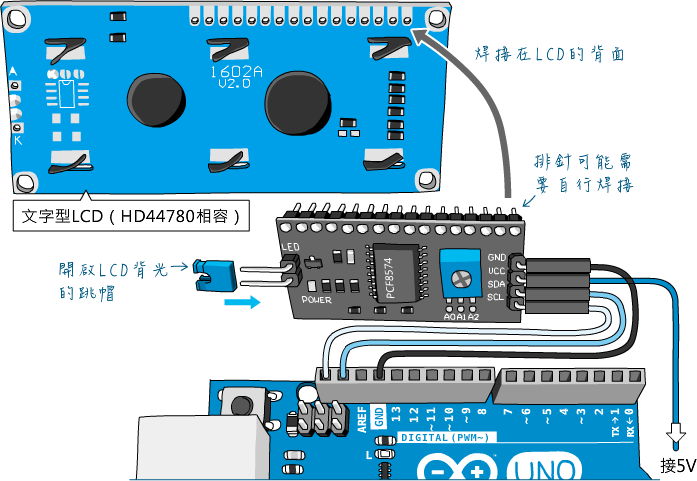 焊接在LCD的背面
1602A
V2.0
A
K
排針可能需
要自行焊接
文字型LCD（HD44780相容）
開啟LCD背光
的跳帽
LED
POWER
PCF8574
A0A1A2
GND
VCC
SDA
SCL
AREF
GND
13
12
~11
~10
~9
8
7
~6
~5
4
~3
2
TX→1
RX←0
DIGITAL (PWM~)
L
UNO
接5V